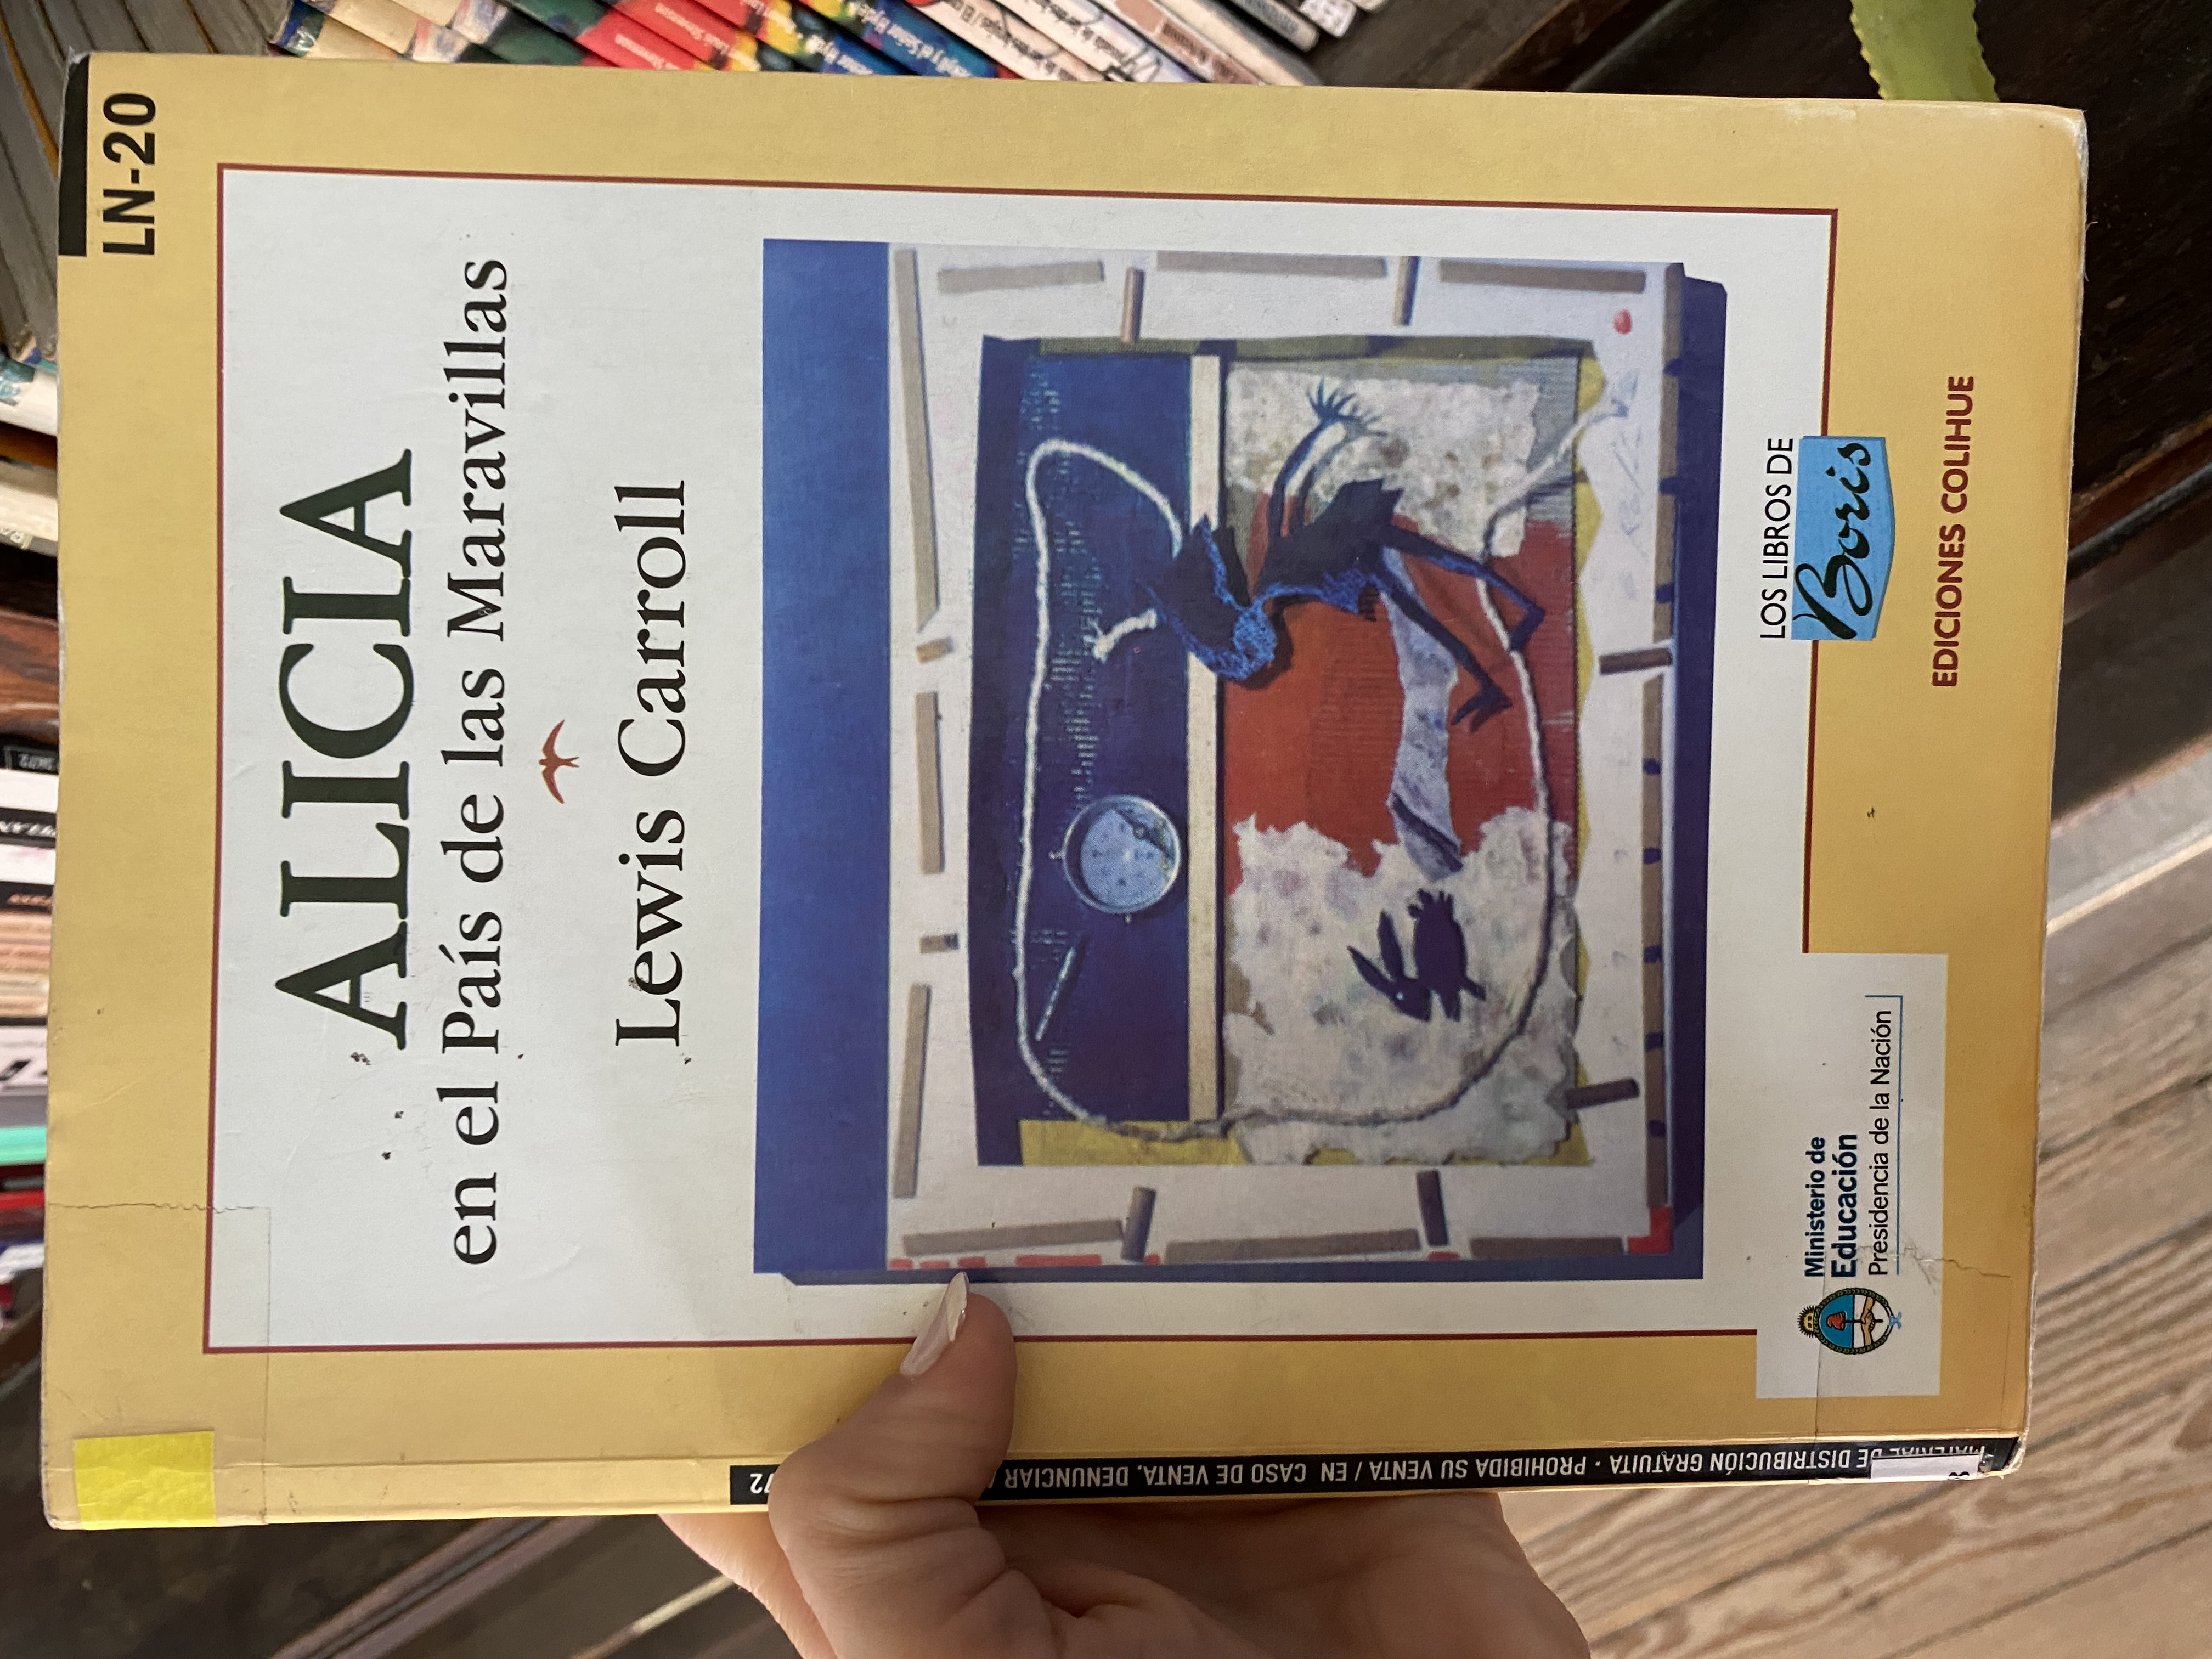 LN-20
ALICIA
en el País de las Maravillas
Lewis Carroll
LOS LIBROS DE
Boris
EDICIONES COLIHUE
Ministerio de
Educación
Presidencia de la Nación
DE DISTRIBUCIÓN GRATUITA - PROHIBIDA SU VENTA / EN CASO DE VENTA, DENUNCIAR
72